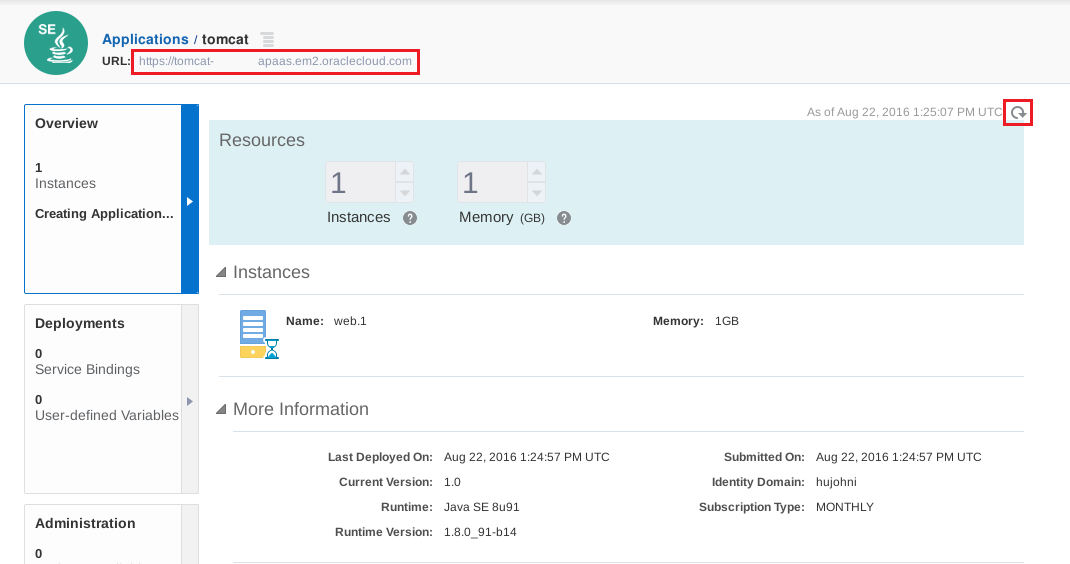 SE
Applications / tomcat
URL: https://tomcat- apaas.em2.oraclecloud.com
As of Aug 22, 2016 1:25:07 PM UTC
Overview
1
Instances
Creating Application...
Resources
1 1
Instances ? Memory (GB) ?
Instances
Name: web.1 Memory: 1GB
Deployments
0
Service Bindings
0
User-defined Variables
More Information
Last Deployed On: Aug 22, 2016 1:24:57 PM UTC Submitted On: Aug 22, 2016 1:24:57 PM UTC
Current Version: 1.0 Identity Domain: hujohni
Runtime: Java SE 8u91 Subscription Type: MONTHLY
Runtime Version: 1.8.0_91-b14
Administration
0